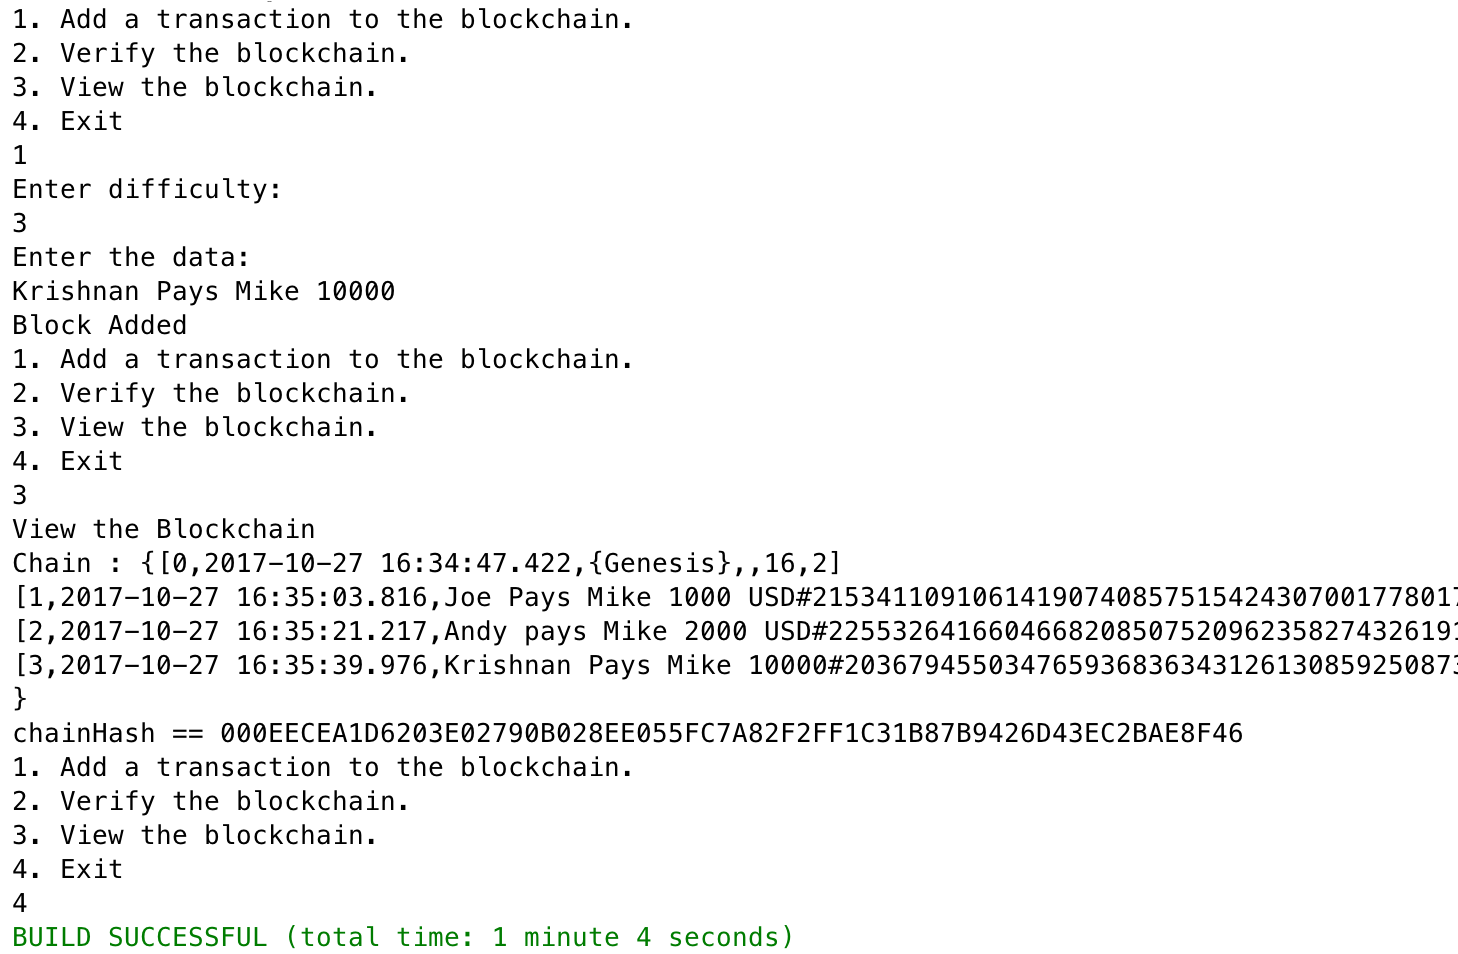 1. Add a transaction to the blockchain.
2. Verify the blockchain.
3. View the blockchain.
4. Exit
1
Enter difficulty:
3
Enter the data:
Krishnan Pays Mike 10000
Block Added
1. Add a transaction to the blockchain.
2. Verify the blockchain.
3. View the blockchain.
4. Exit
3
View the Blockchain
Chain : {[0,2017-10-27 16:34:47.422,{Genesis},,16,2]
[1,2017-10-27 16:35:03.816,Joe Pays Mike 1000 USD#21534110910614190740857515424307001778017
[2,2017-10-27 16:35:21.217,Andy pays Mike 2000 USD#2255326416604668208507520962358274326191
[3,2017-10-27 16:35:39.976,Krishnan Pays Mike 10000#203679455034765936836343126130859250873
}
chainHash == 000EECEA1D6203E02790B028EE055FC7A82F2FF1C31B87B9426D43EC2BAE8F46
1. Add a transaction to the blockchain.
2. Verify the blockchain.
3. View the blockchain.
4. Exit
4
BUILD SUCCESSFUL (total time: 1 minute 4 seconds)